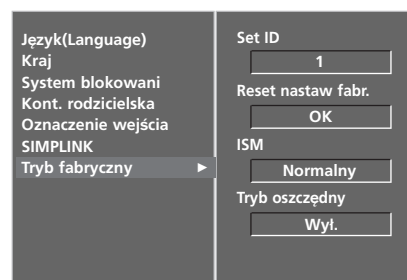 Język(Language)
Kraj
System blokowani
Kont. rodzicielska
Oznaczenie wejścia
SIMPLINK
Tryb fabryczny ►
Set ID
1
Reset nastaw fabr.
OK
ISM
Normalny
Tryb oszczędny
Wył.